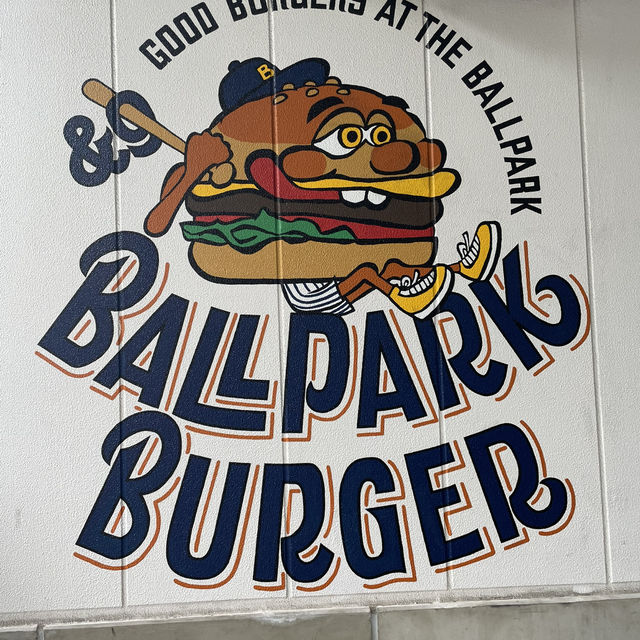 GOOD BURGERS AT THE BALLPARK
B
&9
BALLPARK
BURGER